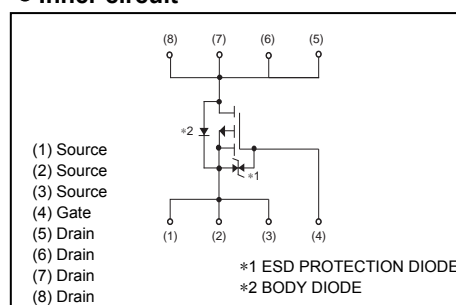 Inner circuit
(8) (7) (6) (5)
∗2
∗1
(1) Source
(2) Source
(3) Source
(4) Gate
(5) Drain
(6) Drain
(7) Drain
(8) Drain
(1) (2) (3) (4)
∗1 ESD PROTECTION DIODE
∗2 BODY DIODE